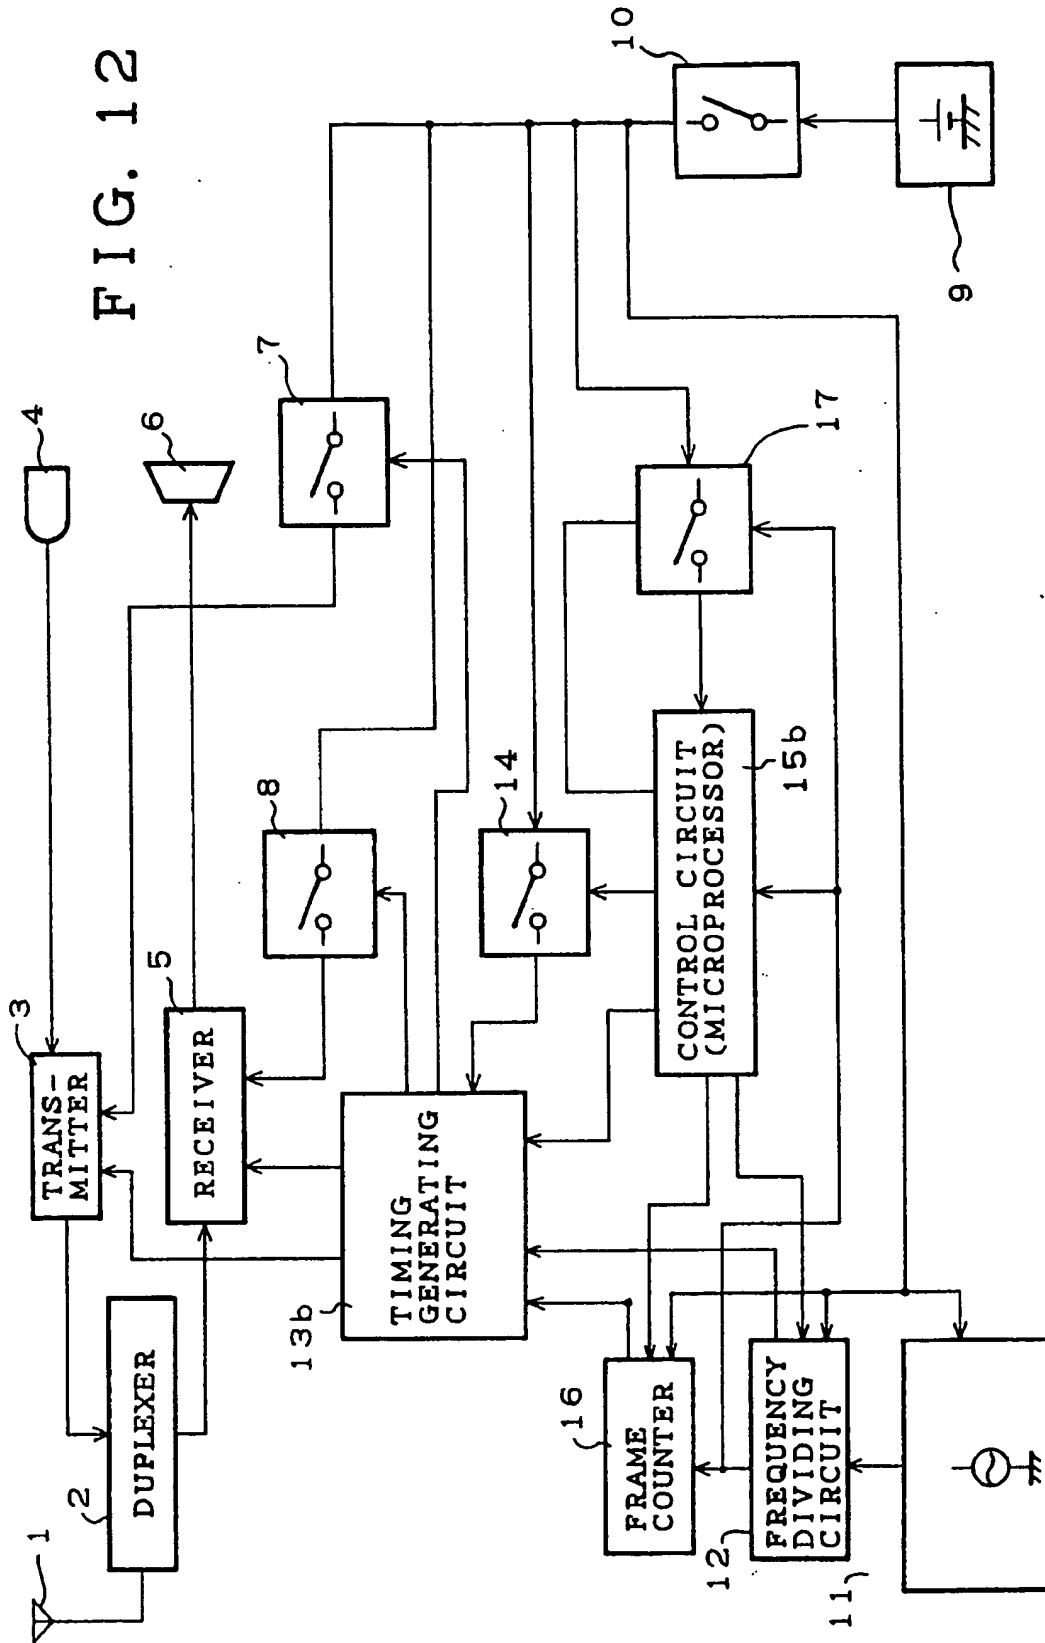 FIG. 12
1
2
DUPLEXER
3
TRANS-
MITTER
4
5
RECEIVER
6
7
8
13b
TIMING
GENERATING
CIRCUIT
14
10
9
16
FRAME
COUNTER
12
FREQUENCY
DIVIDING
CIRCUIT
11
CONTROL CIRCUIT
(MICROPROCESSOR)
15b
17